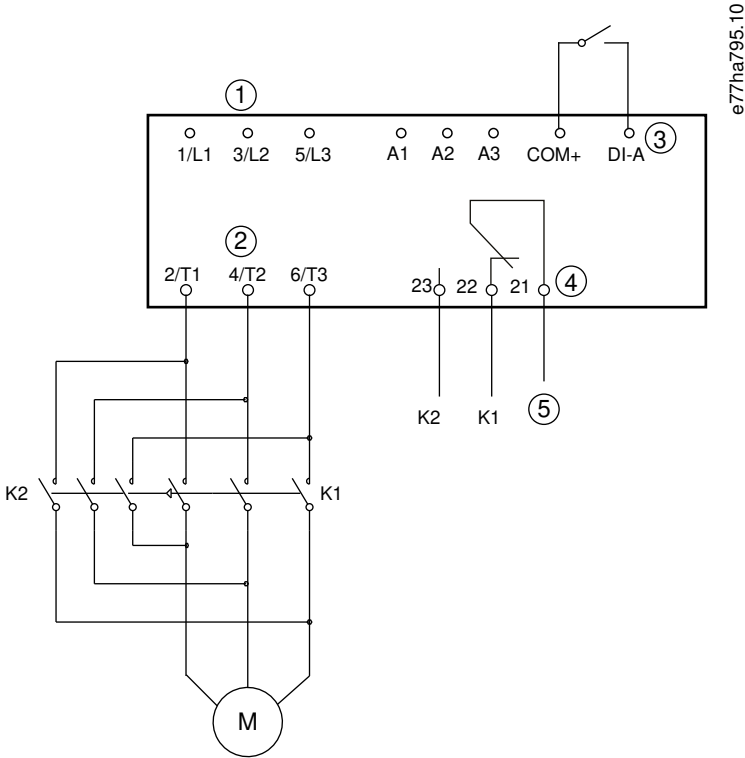 e77ha795.10
1
1/L1 3/L2 5/L3 A1 A2 A3 COM+ DI-A 3
2
2/T1 4/T2 6/T3 23 22 21 4
K2 K1 5
K2 K1
M